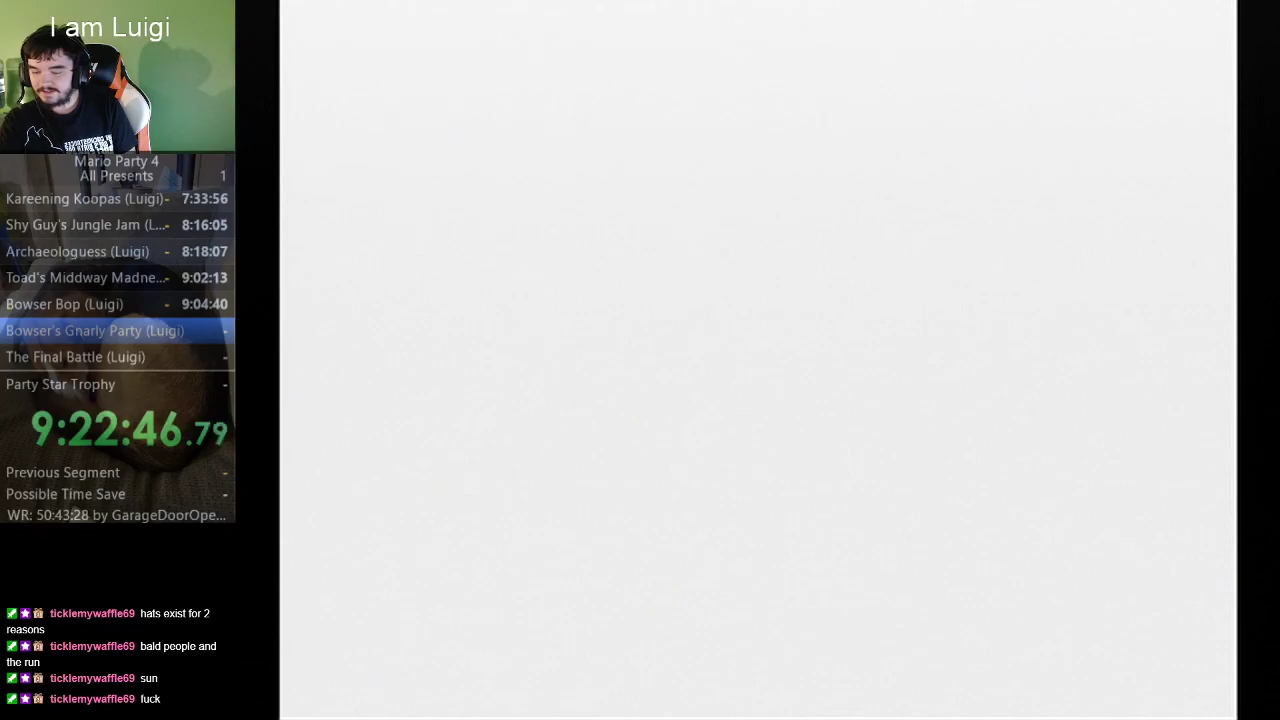 I am Luigi
Mario Party 4
All Presents 1
Kareening Koopas (Luigi) - 7:33:56
Shy Guy's Jungle Jam (L... - 8:16:05
Archaeologuess (Luigi) - 8:18:07
Toad's Middway Madne... - 9:02:13
Bowser Bop (Luigi) - 9:04:40
Bowser's Gnarly Party (Luigi) -
The Final Battle (Luigi) -
Party Star Trophy -
9:22:46.79
Previous Segment -
Possible Time Save -
WR: 50:43:28 by GarageDoorOpe...
ticklemywaffle69 hats exist for 2
reasons
ticklemywaffle69 bald people and
the run
ticklemywaffle69 sun
ticklemywaffle69 fuck